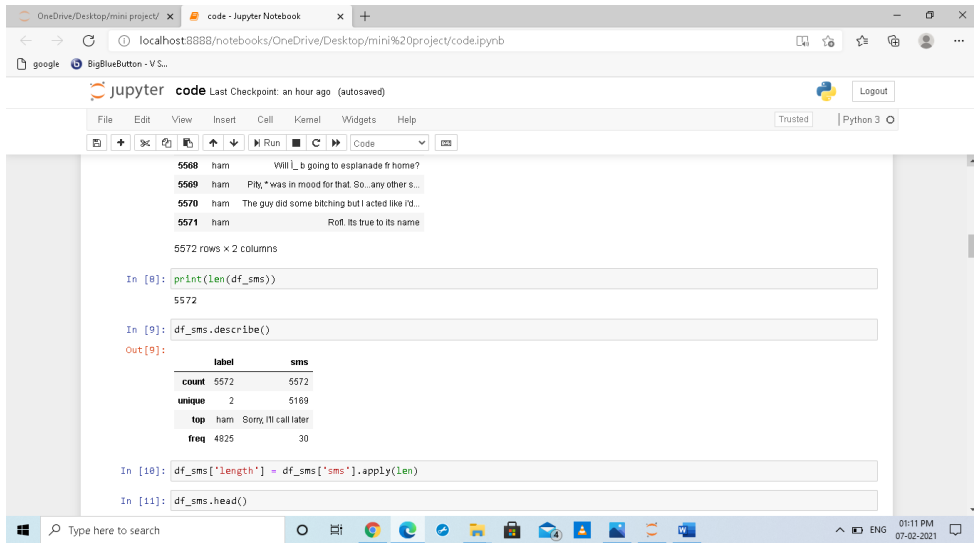 OneDrive/Desktop/mini project/
code - Jupyter Notebook
localhost:8888/notebooks/OneDrive/Desktop/mini%20project/code.ipynb
google BigBlueButton - V S...
jupyter code Last Checkpoint: an hour ago (autosaved)
Logout
File Edit View Insert Cell Kernel Widgets Help
Trusted Python 3
Run Code
5568 ham Will Ì_ b going to esplanade fr home?
5569 ham Pity, * was in mood for that. So...any other s...
5570 ham The guy did some bitching but I acted like i'd...
5571 ham Rofl. Its true to its name
5572 rows × 2 columns
In [8]: print(len(df_sms))
5572
In [9]: df_sms.describe()
Out[9]:
label sms
count 5572 5572
unique 2 5169
top ham Sorry, I'll call later
freq 4825 30
In [10]: df_sms['length'] = df_sms['sms'].apply(len)
In [11]: df_sms.head()
Type here to search
4
ENG
01:11 PM
07-02-2021